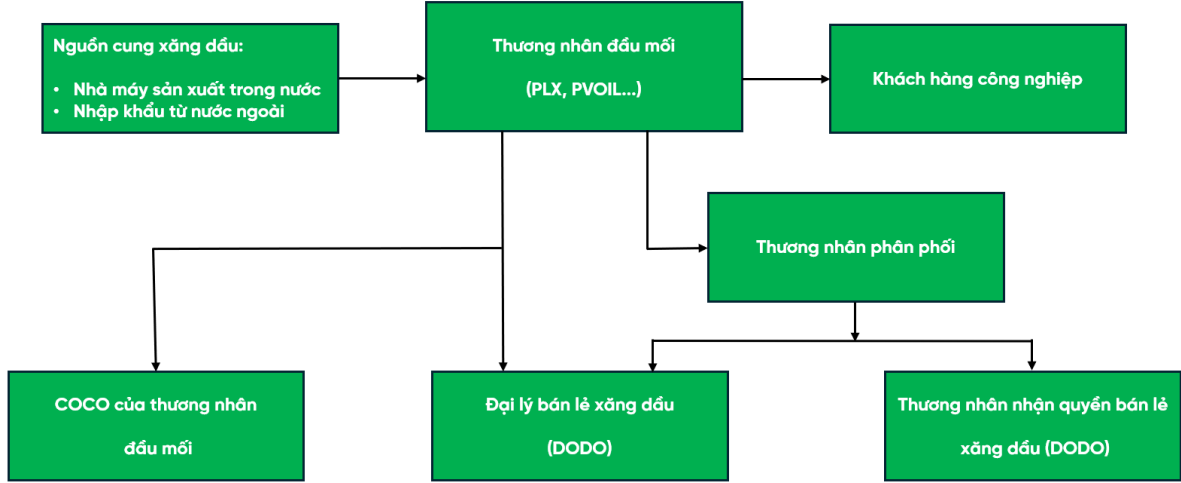 Nguồn cung xăng dầu:
• Nhà máy sản xuất trong nước
• Nhập khẩu từ nước ngoài
Thương nhân đầu mối
(PLX, PVOIL...)
Khách hàng công nghiệp
Thương nhân phân phối
COCO của thương nhân
đầu mối
Đại lý bán lẻ xăng dầu
(DODO)
Thương nhân nhận quyền bán lẻ
xăng dầu (DODO)